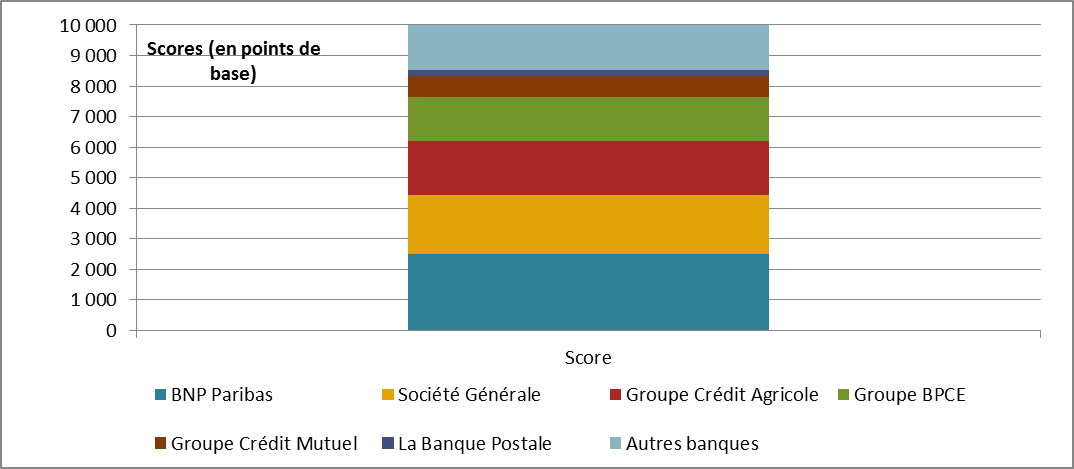 10 000
9 000
8 000
7 000
6 000
5 000
4 000
3 000
2 000
1 000
0
Scores (en points de
base)
Score
BNP Paribas
Société Générale
Groupe Crédit Agricole
Groupe BPCE
Groupe Crédit Mutuel
La Banque Postale
Autres banques